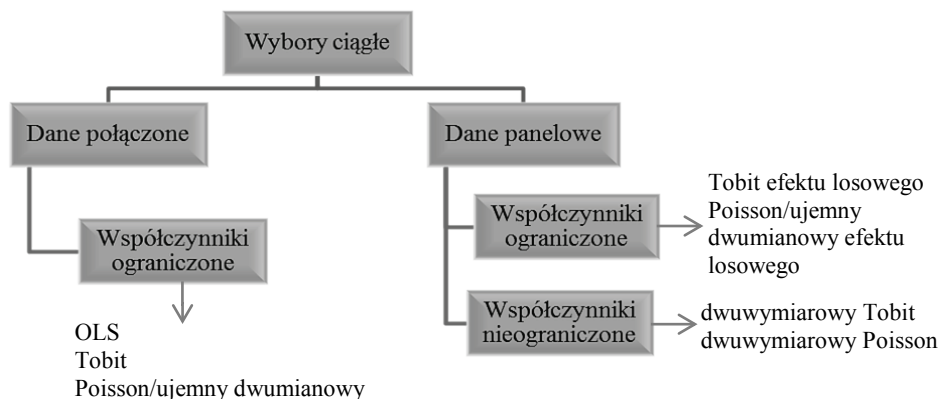 Wybory ciągłe
Dane połączone
Dane panelowe
Współczynniki
ograniczone
OLS
Tobit
Poisson/ujemny dwumianowy
Współczynniki
ograniczone
Tobit efektu losowego
Poisson/ujemny
dwumianowy efektu
losowego
Współczynniki
nieograniczone
dwuwymiarowy Tobit
dwuwymiarowy Poisson